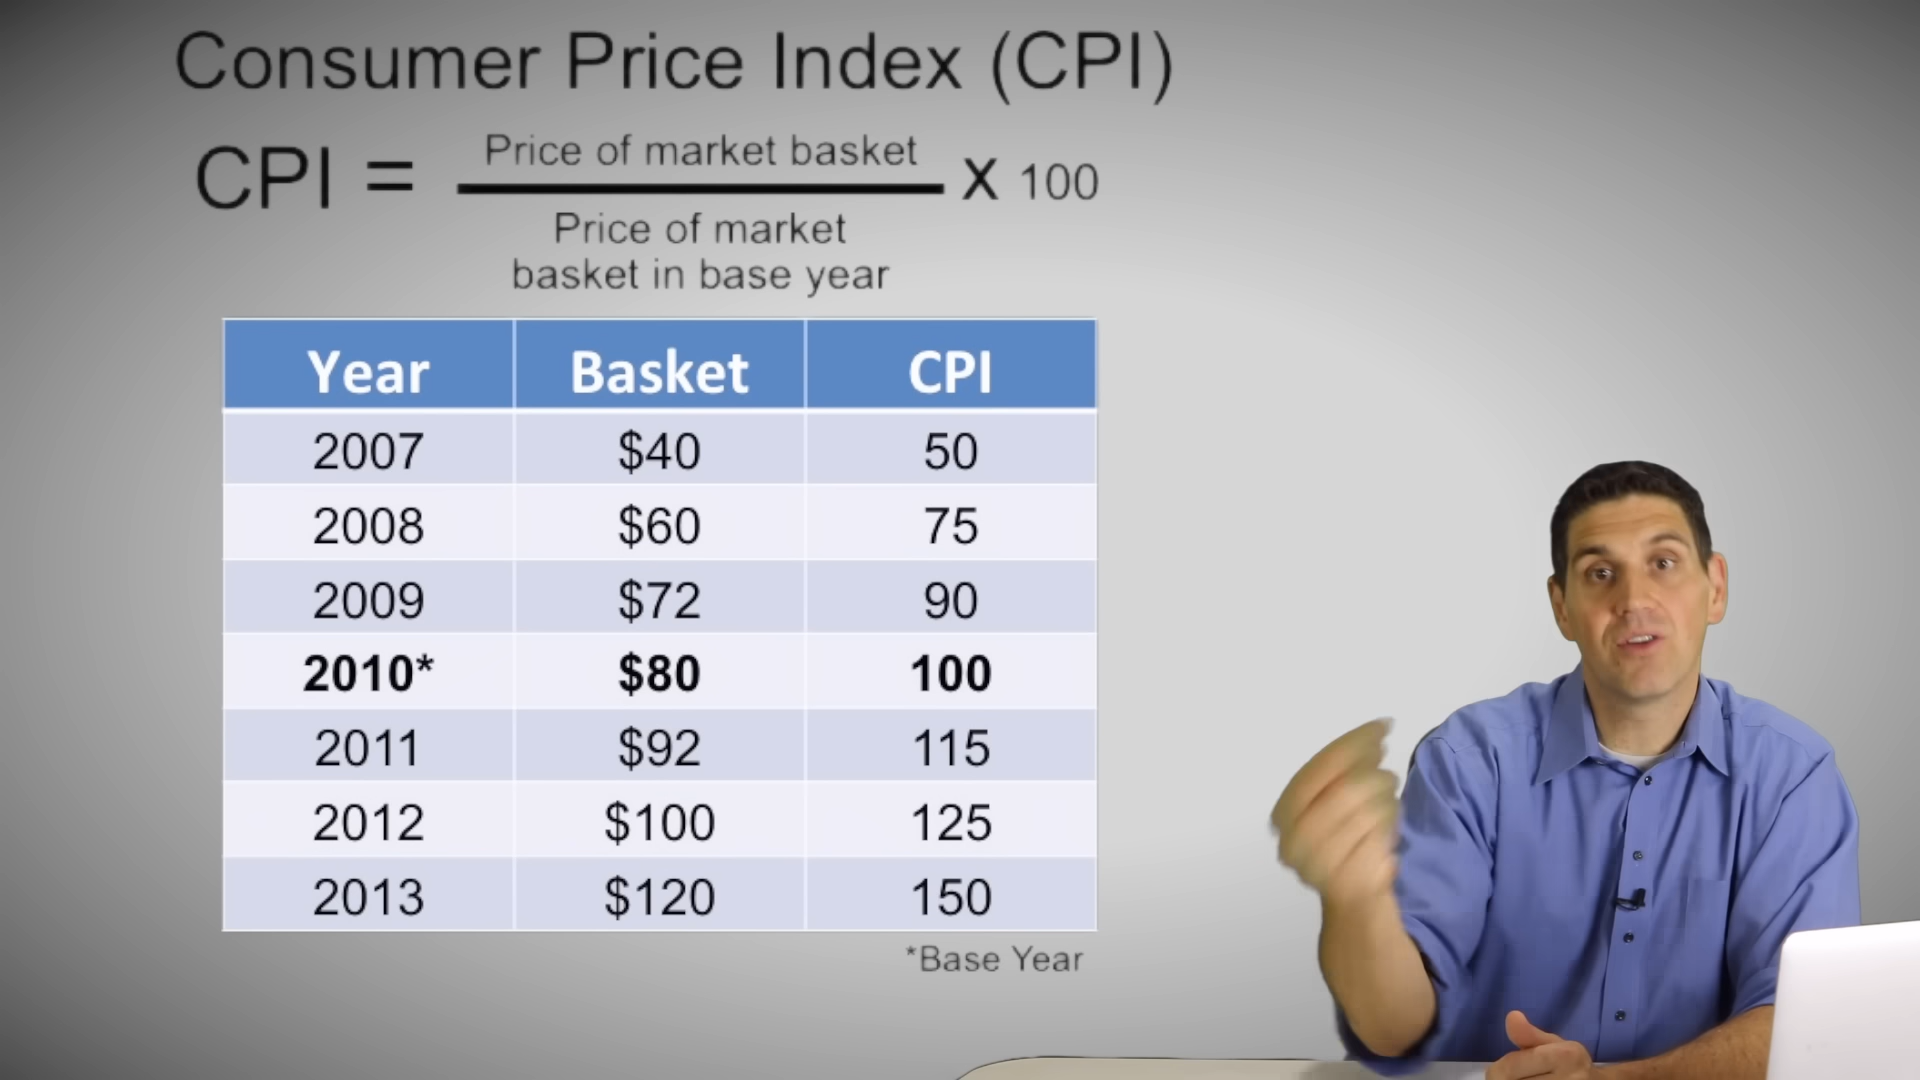 Consumer Price Index (CPI)
CPI = Price of market basket X 100
Price of market
basket in base year
Year Basket CPI
2007 $40 50
2008 $60 75
2009 $72 90
2010* $80 100
2011 $92 115
2012 $100 125
2013 $120 150
*Base Year